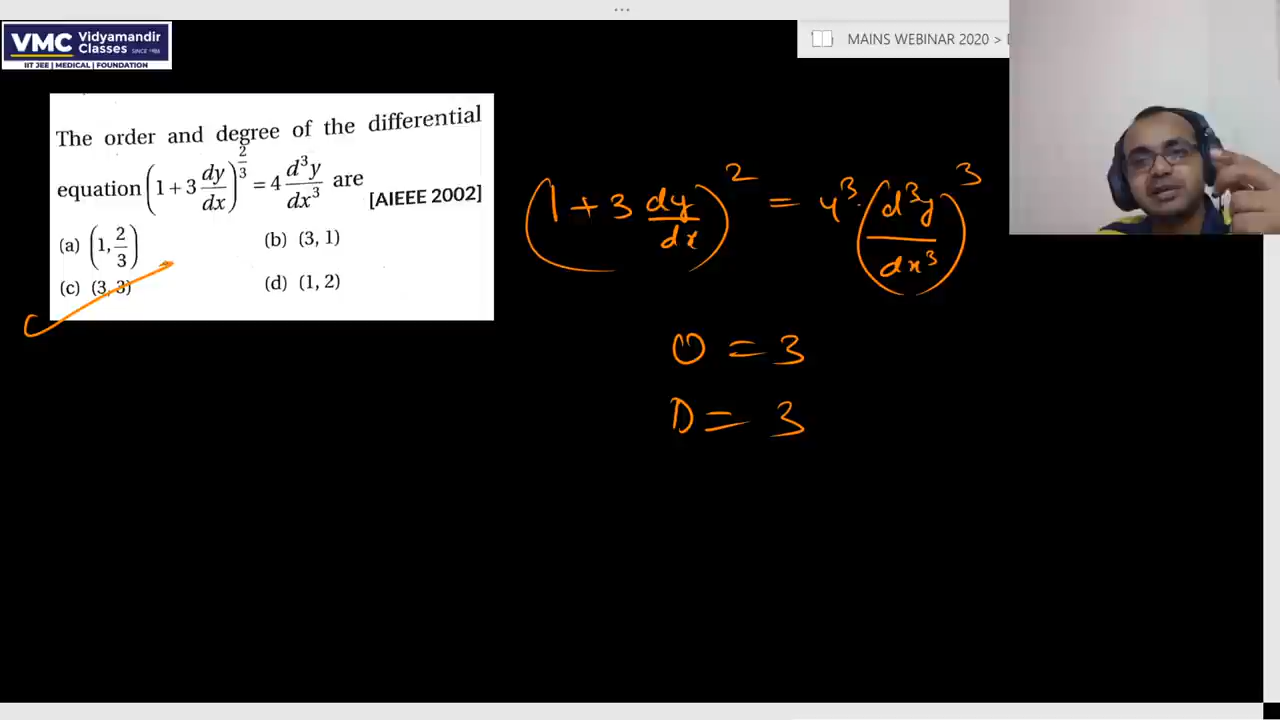 VMC Vidyamandir Classes SINCE 1986
IIT JEE | MEDICAL | FOUNDATION
MAINS WEBINAR 2020 >
The order and degree of the differential
equation (1 + 3 dy/dx)^(2/3) = 4 d³y/dx³ are
[AIEEE 2002]
(a) (1, 2/3)
(b) (3, 1)
(c) (3, 3)
(d) (1, 2)
(1 + 3 dy/dx)² = 4³·(d³y/dx³)³
O = 3
D = 3